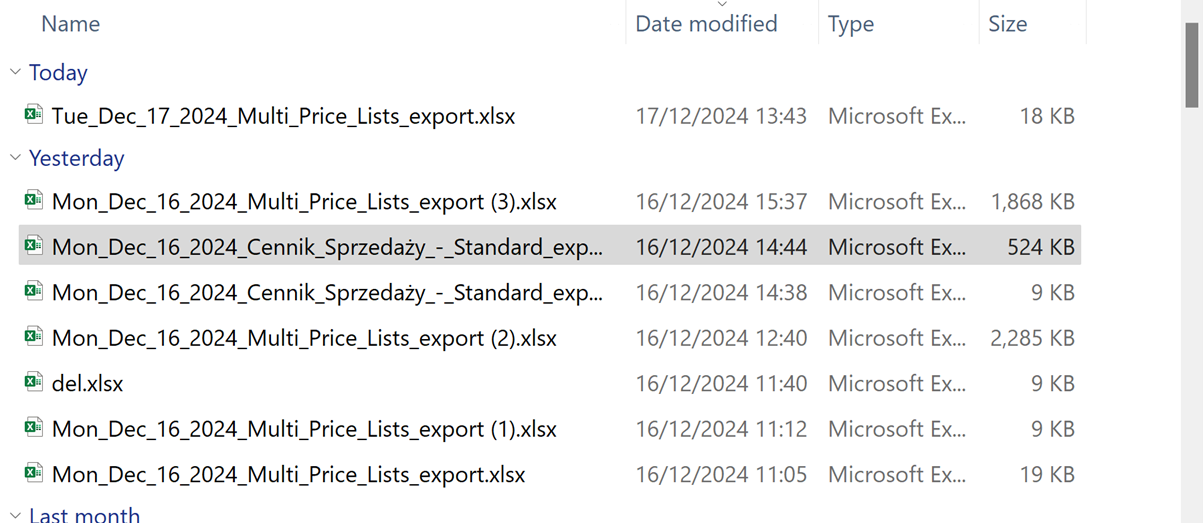 Name Date modified Type Size
Today
Tue_Dec_17_2024_Multi_Price_Lists_export.xlsx 17/12/2024 13:43 Microsoft Ex... 18 KB
Yesterday
Mon_Dec_16_2024_Multi_Price_Lists_export (3).xlsx 16/12/2024 15:37 Microsoft Ex... 1,868 KB
Mon_Dec_16_2024_Cennik_Sprzedaży_-_Standard_exp... 16/12/2024 14:44 Microsoft Ex... 524 KB
Mon_Dec_16_2024_Cennik_Sprzedaży_-_Standard_exp... 16/12/2024 14:38 Microsoft Ex... 9 KB
Mon_Dec_16_2024_Multi_Price_Lists_export (2).xlsx 16/12/2024 12:40 Microsoft Ex... 2,285 KB
del.xlsx 16/12/2024 11:40 Microsoft Ex... 9 KB
Mon_Dec_16_2024_Multi_Price_Lists_export (1).xlsx 16/12/2024 11:12 Microsoft Ex... 9 KB
Mon_Dec_16_2024_Multi_Price_Lists_export.xlsx 16/12/2024 11:05 Microsoft Ex... 19 KB
Last month